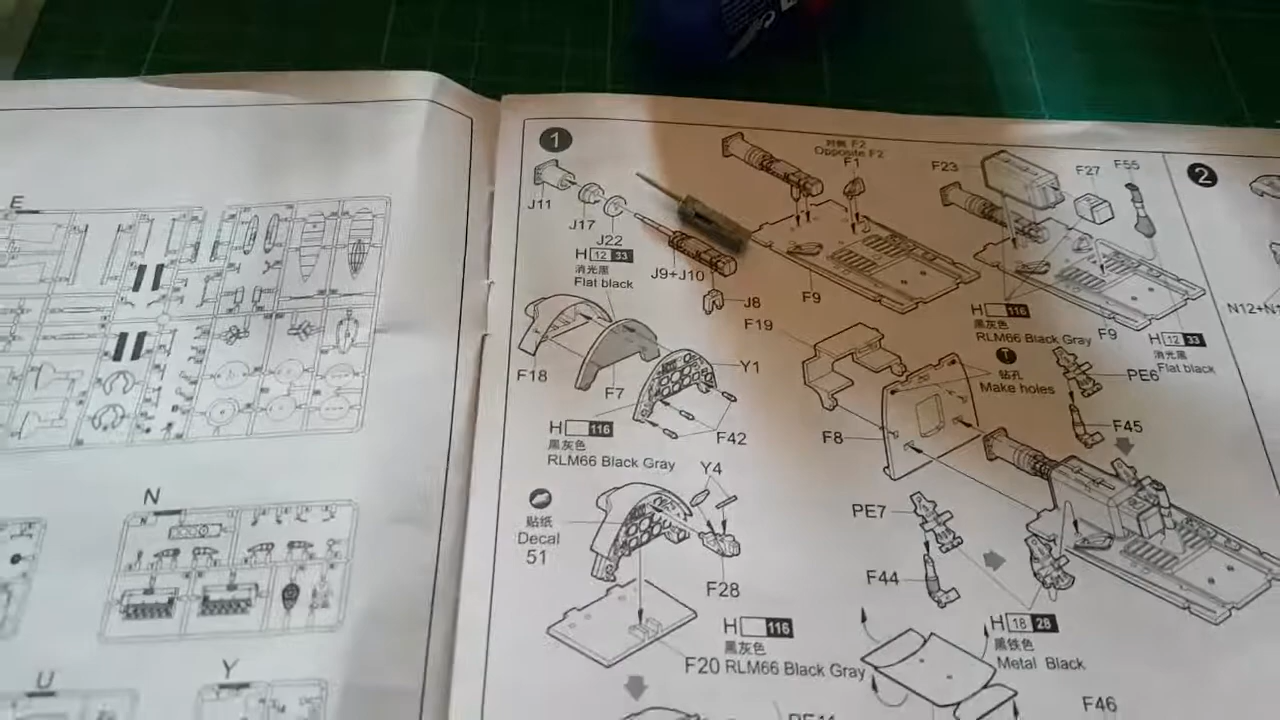 E
N
U
Y
1
J11
J17
J22
H 12 33
消光黑
Flat black
J9+J10
J8
对侧 F2
Opposite F2
F1
F9
F23
F27
F55
2
H 116
黑灰色
RLM66 Black Gray
F9
H 12 33
消光黑
Flat black
F18
F7
Y1
F42
H 116
黑灰色
RLM66 Black Gray
F19
F8
T
钻孔
Make holes
PE6
F45
贴纸
Decal
51
Y4
F28
H 116
黑灰色
F20 RLM66 Black Gray
PE7
F44
H 18 28
黑铁色
Metal Black
F46